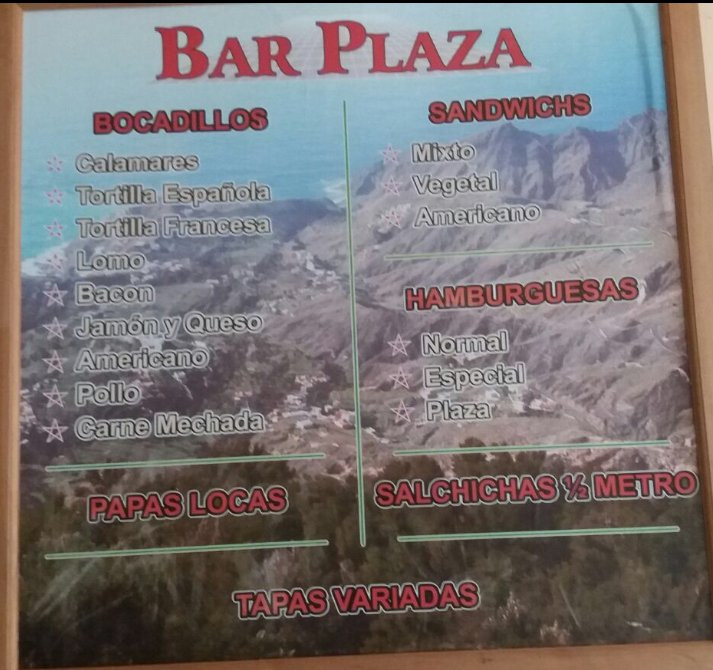 BAR PLAZA
BOCADILLOS
Calamares
Tortilla Española
Tortilla Francesa
Lomo
Bacon
Jamón y Queso
Americano
Pollo
Carne Mechada
PAPAS LOCAS
SANDWICHS
Mixto
Vegetal
Americano
HAMBURGUESAS
Normal
Especial
Plaza
SALCHICHAS ½ METRO
TAPAS VARIADAS